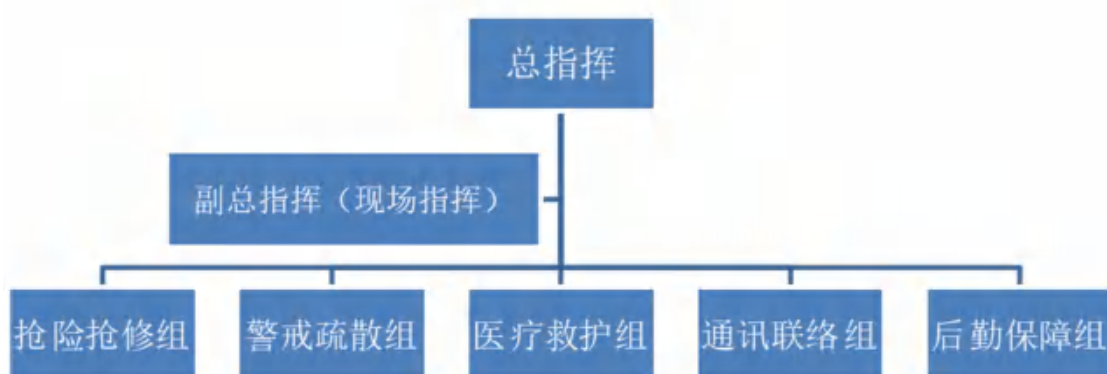 总指挥
副总指挥（现场指挥）
抢险抢修组
警戒疏散组
医疗救护组
通讯联络组
后勤保障组